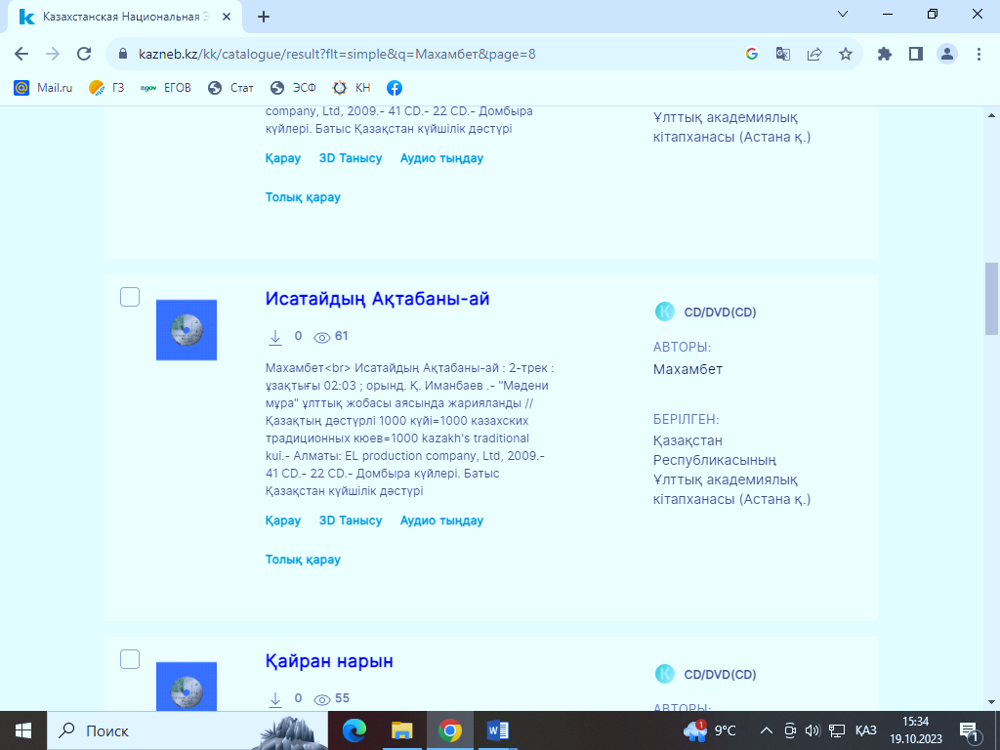 Казахстанская Национальная Э
kazneb.kz/kk/catalogue/result?flt=simple&q=Махамбет&page=8
Mail.ru ГЗ egov ЕГОВ Стат ЭСФ КН
company, Ltd, 2009.- 41 CD.- 22 CD.- Домбыра
күйлері. Батыс Қазақстан күйшілік дәстүрі
Қарау 3D Танысу Аудио тыңдау
Толық қарау
Ұлттық академиялық
кітапханасы (Астана қ.)
Исатайдың Ақтабаны-ай
0 61
Махамбет<br> Исатайдың Ақтабаны-ай : 2-трек :
ұзақтығы 02:03 ; орынд. Қ. Иманбаев .- "Мәдени
мұра" ұлттық жобасы аясында жарияланды //
Қазақтың дәстүрлі 1000 күйі=1000 казахских
традиционных кюев=1000 kazakh's traditional
kui.- Алматы: EL production company, Ltd, 2009.-
41 CD.- 22 CD.- Домбыра күйлері. Батыс
Қазақстан күйшілік дәстүрі
Қарау 3D Танысу Аудио тыңдау
Толық қарау
CD/DVD(CD)
АВТОРЫ:
Махамбет
БЕРІЛГЕН:
Қазақстан
Республикасының
Ұлттық академиялық
кітапханасы (Астана қ.)
Қайран нарын
0 55
CD/DVD(CD)
АВТОРЫ:
Поиск
1 9°C ҚАЗ 15:34
19.10.2023 1